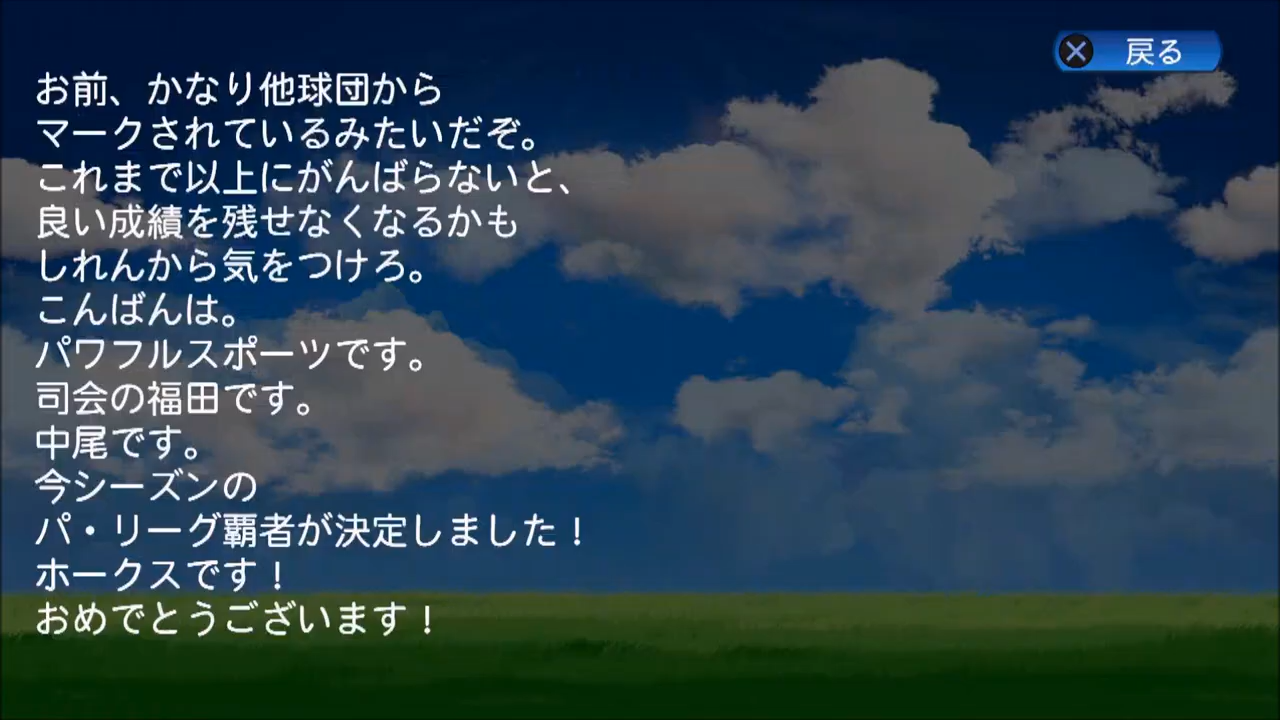 戻る
お前、かなり他球団から
マークされているみたいだぞ。
これまで以上にがんばらないと、
良い成績を残せなくなるかも
しれんから気をつけろ。
こんばんは。
パワフルスポーツです。
司会の福田です。
中尾です。
今シーズンの
パ・リーグ覇者が決定しました！
ホークスです！
おめでとうございます！